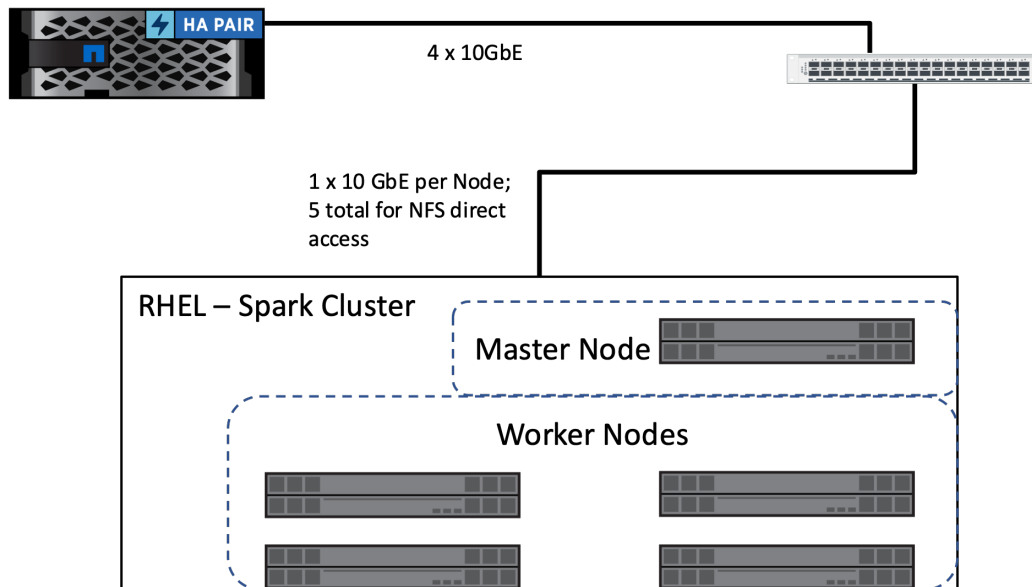 HA PAIR
4 x 10GbE
1 x 10 GbE per Node;
5 total for NFS direct
access
RHEL – Spark Cluster
Master Node
Worker Nodes